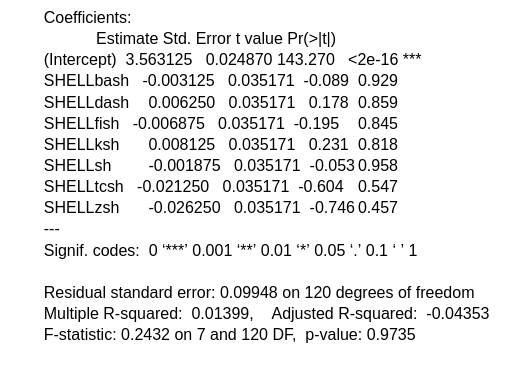 Coefficients:
Estimate Std. Error t value Pr(>|t|)
(Intercept) 3.563125 0.024870 143.270 <2e-16 ***
SHELLbash -0.003125 0.035171 -0.089 0.929
SHELLdash 0.006250 0.035171 0.178 0.859
SHELLfish -0.006875 0.035171 -0.195 0.845
SHELLksh 0.008125 0.035171 0.231 0.818
SHELLsh -0.001875 0.035171 -0.053 0.958
SHELLtcsh -0.021250 0.035171 -0.604 0.547
SHELLzsh -0.026250 0.035171 -0.746 0.457
---
Signif. codes: 0 ‘***’ 0.001 ‘**’ 0.01 ‘*’ 0.05 ‘.’ 0.1 ‘ ’ 1
Residual standard error: 0.09948 on 120 degrees of freedom
Multiple R-squared: 0.01399, Adjusted R-squared: -0.04353
F-statistic: 0.2432 on 7 and 120 DF, p-value: 0.9735